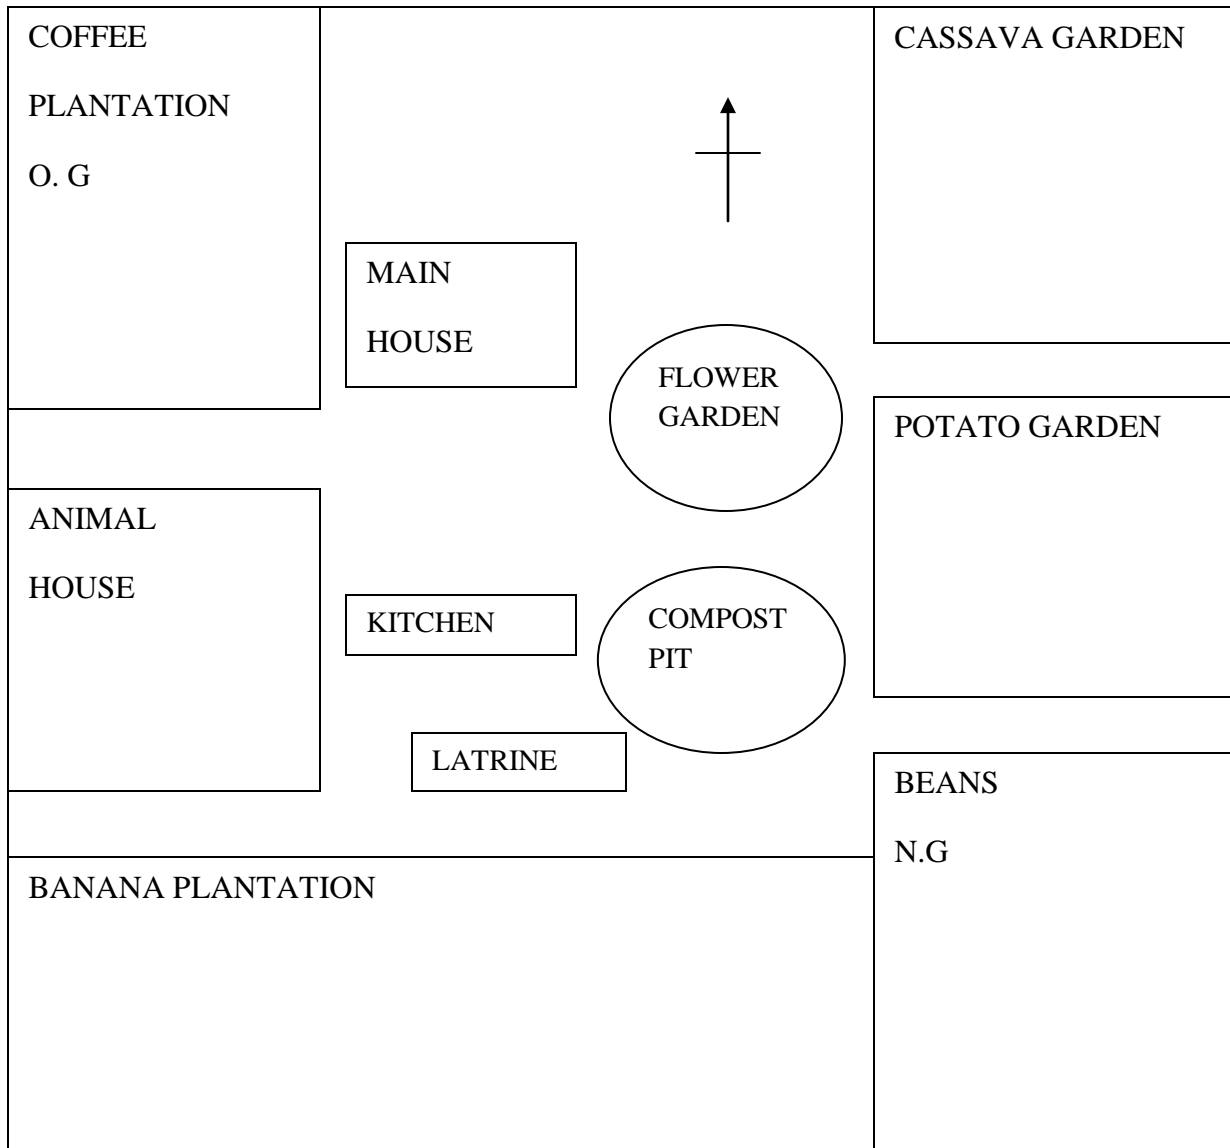 COFFEE
PLANTATION
O. G
CASSAVA GARDEN
MAIN
HOUSE
FLOWER
GARDEN
POTATO GARDEN
ANIMAL
HOUSE
KITCHEN
COMPOST
PIT
LATRINE
BEANS
N.G
BANANA PLANTATION